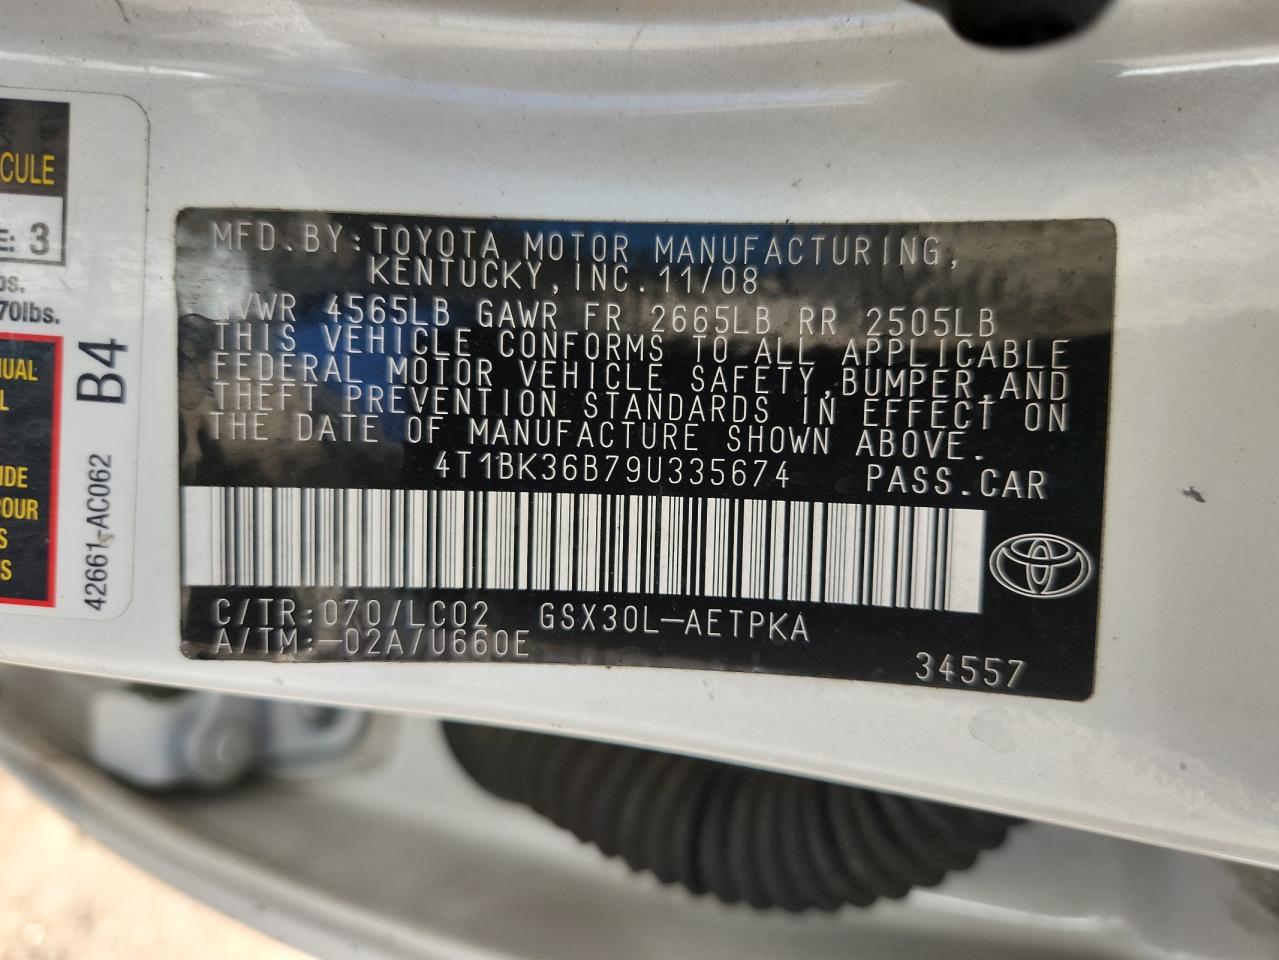 CULE
E: 3
bs.
70lbs.
UAL
L
IDE
POUR
S
S
B4
42661-AC062
MFD.BY:TOYOTA MOTOR MANUFACTURING,
KENTUCKY,INC.11/08
GVWR 4565LB GAWR FR 2665LB RR 2505LB
THIS VEHICLE CONFORMS TO ALL APPLICABLE
FEDERAL MOTOR VEHICLE SAFETY,BUMPER,AND
THEFT PREVENTION STANDARDS IN EFFECT ON
THE DATE OF MANUFACTURE SHOWN ABOVE.
4T1BK36B79U335674 PASS.CAR
C/TR:070/LC02 GSX30L-AETPKA
A/TM:-02A/U660E
34557